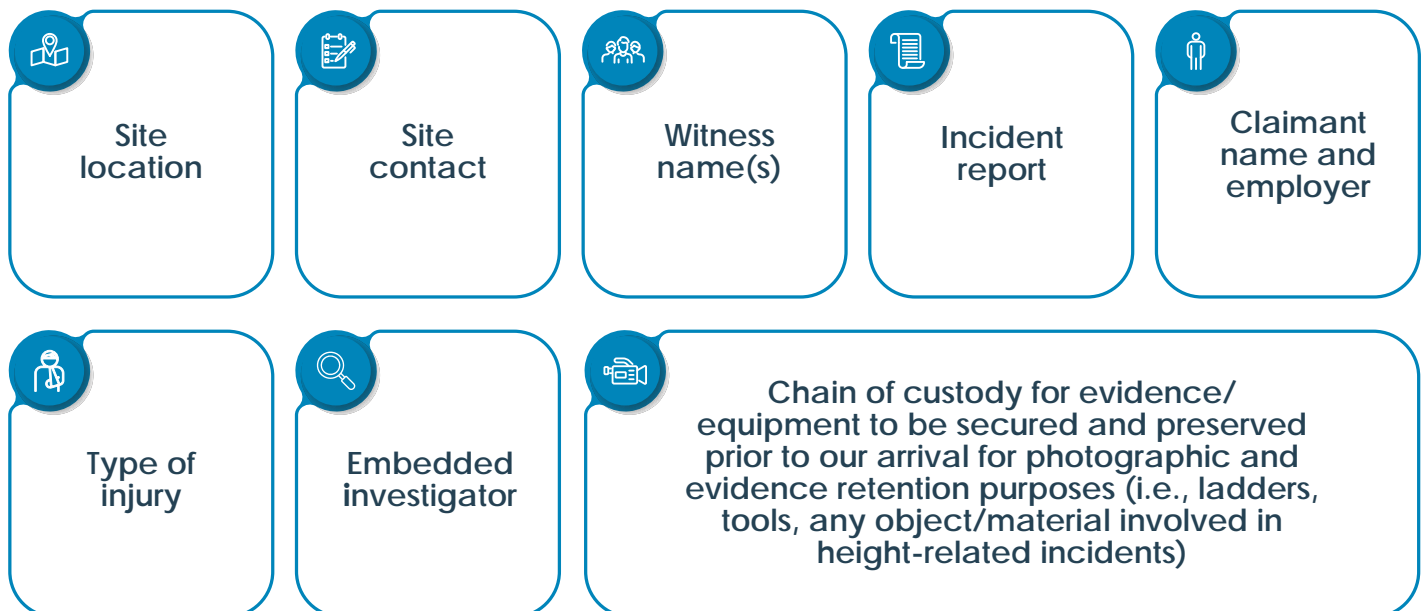 Site
location
Site
contact
Witness
name(s)
Incident
report
Claimant
name and
employer
Type of
injury
Embedded
investigator
Chain of custody for evidence/
equipment to be secured and preserved
prior to our arrival for photographic and
evidence retention purposes (i.e., ladders,
tools, any object/material involved in
height-related incidents)